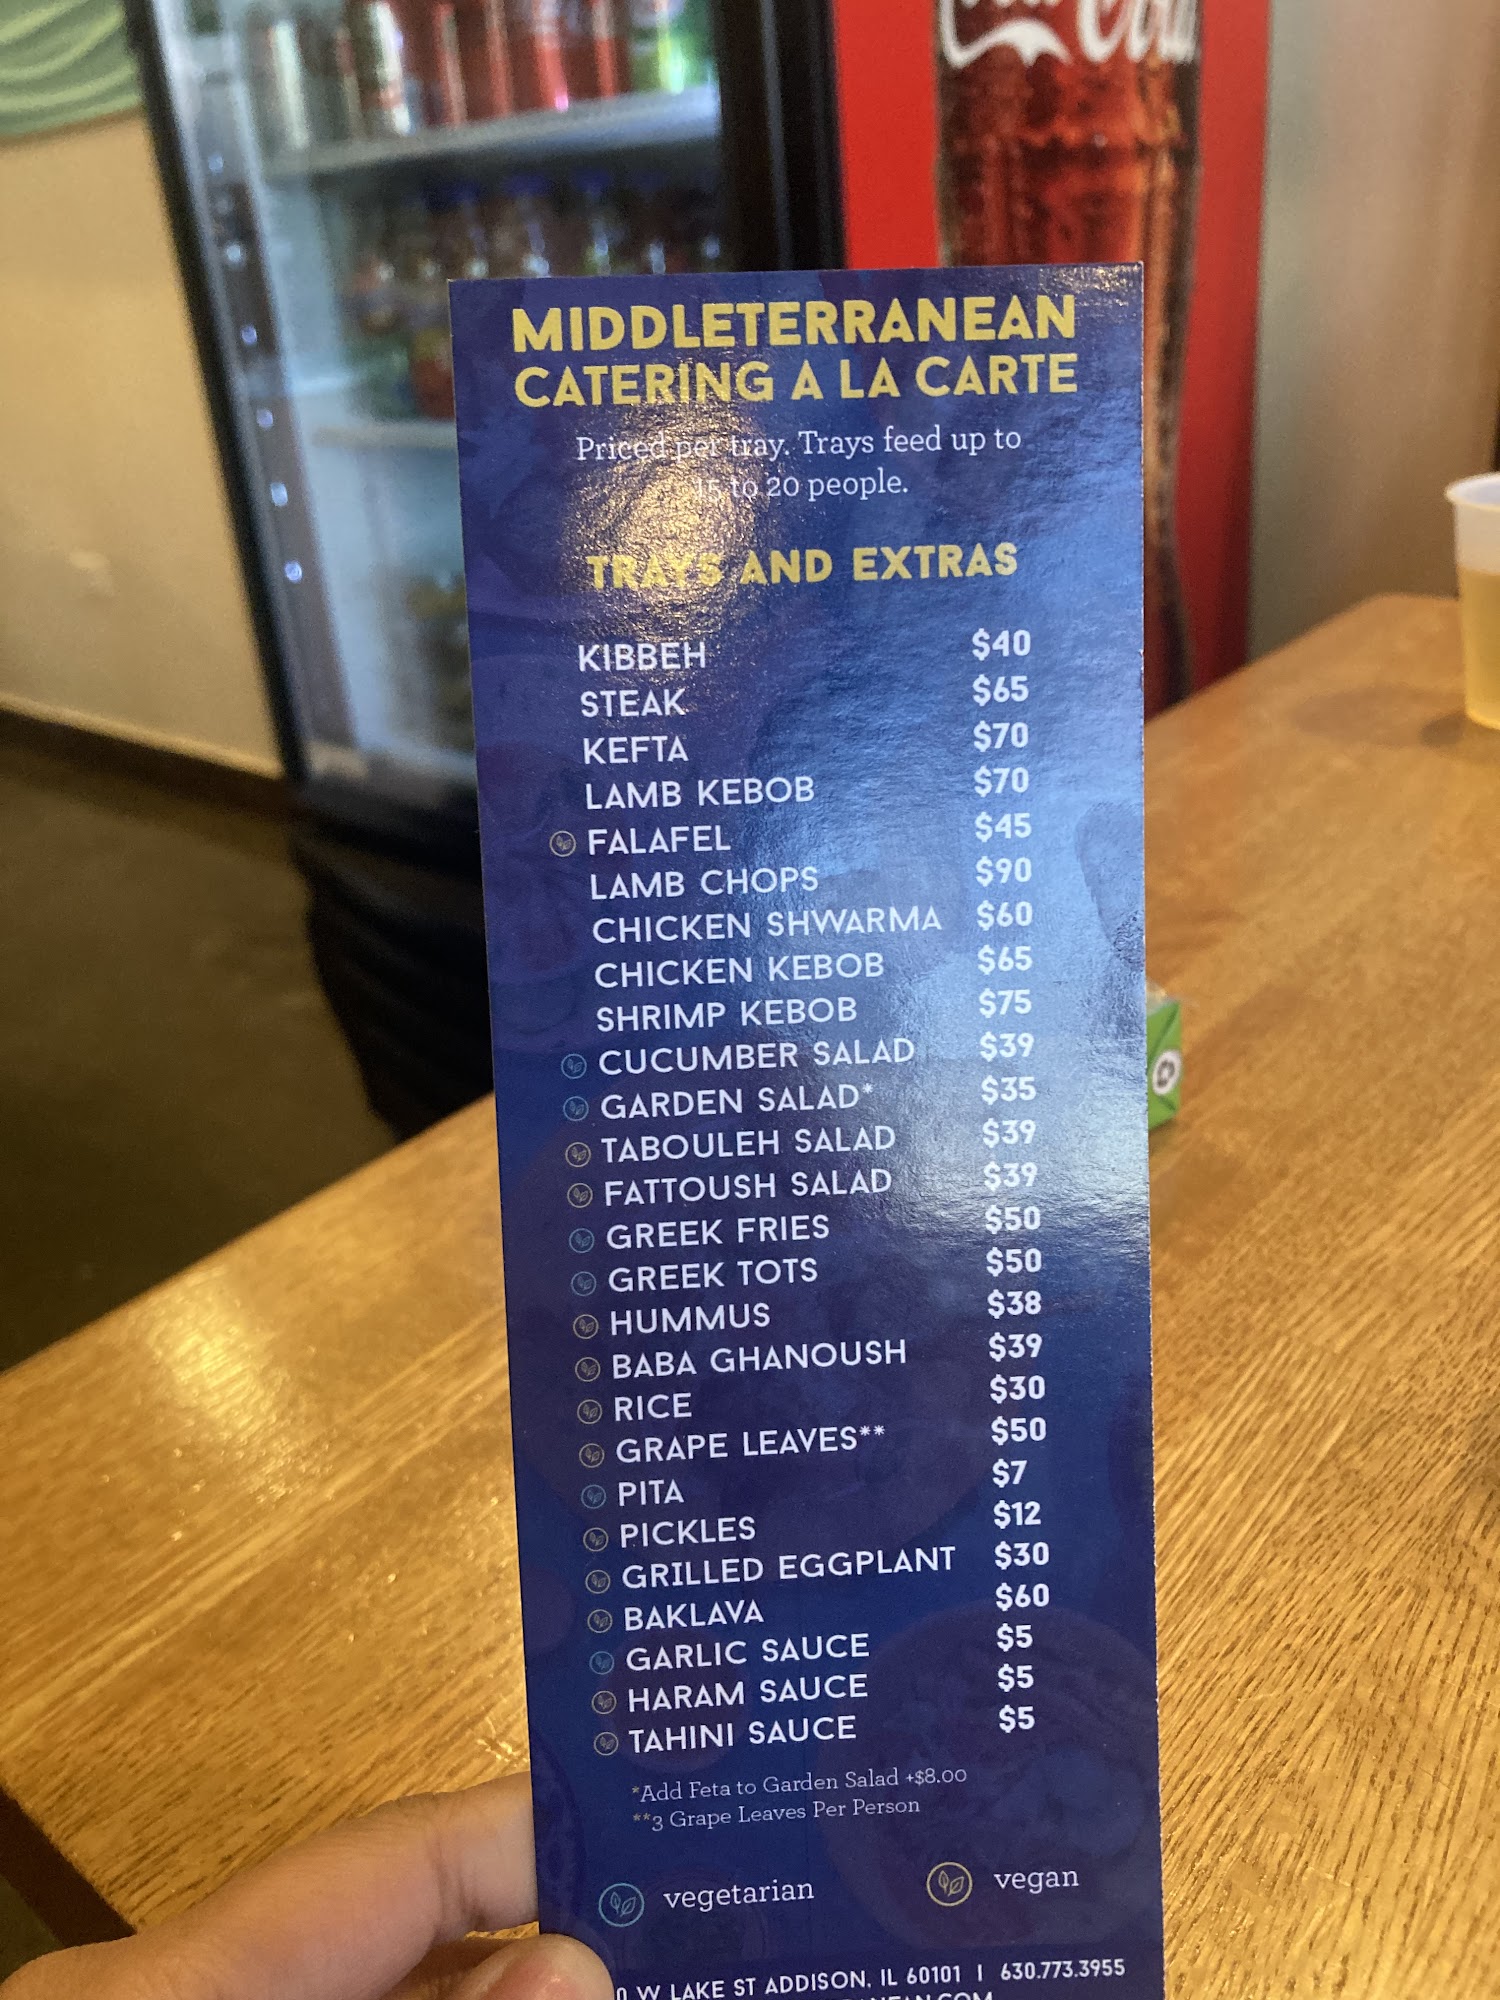 Coca-Cola
MIDDLETERRANEAN
CATERING A LA CARTE
Priced per tray. Trays feed up to
15 to 20 people.
TRAYS AND EXTRAS
KIBBEH $40
STEAK $65
KEFTA $70
LAMB KEBOB $70
FALAFEL $45
LAMB CHOPS $90
CHICKEN SHWARMA $60
CHICKEN KEBOB $65
SHRIMP KEBOB $75
CUCUMBER SALAD $39
GARDEN SALAD* $35
TABOULEH SALAD $39
FATTOUSH SALAD $39
GREEK FRIES $50
GREEK TOTS $50
HUMMUS $38
BABA GHANOUSH $39
RICE $30
GRAPE LEAVES** $50
PITA $7
PICKLES $12
GRILLED EGGPLANT $30
BAKLAVA $60
GARLIC SAUCE $5
HARAM SAUCE $5
TAHINI SAUCE $5
*Add Feta to Garden Salad +$8.00
**3 Grape Leaves Per Person
vegetarian vegan
W LAKE ST ADDISON, IL 60101 | 630.773.3955